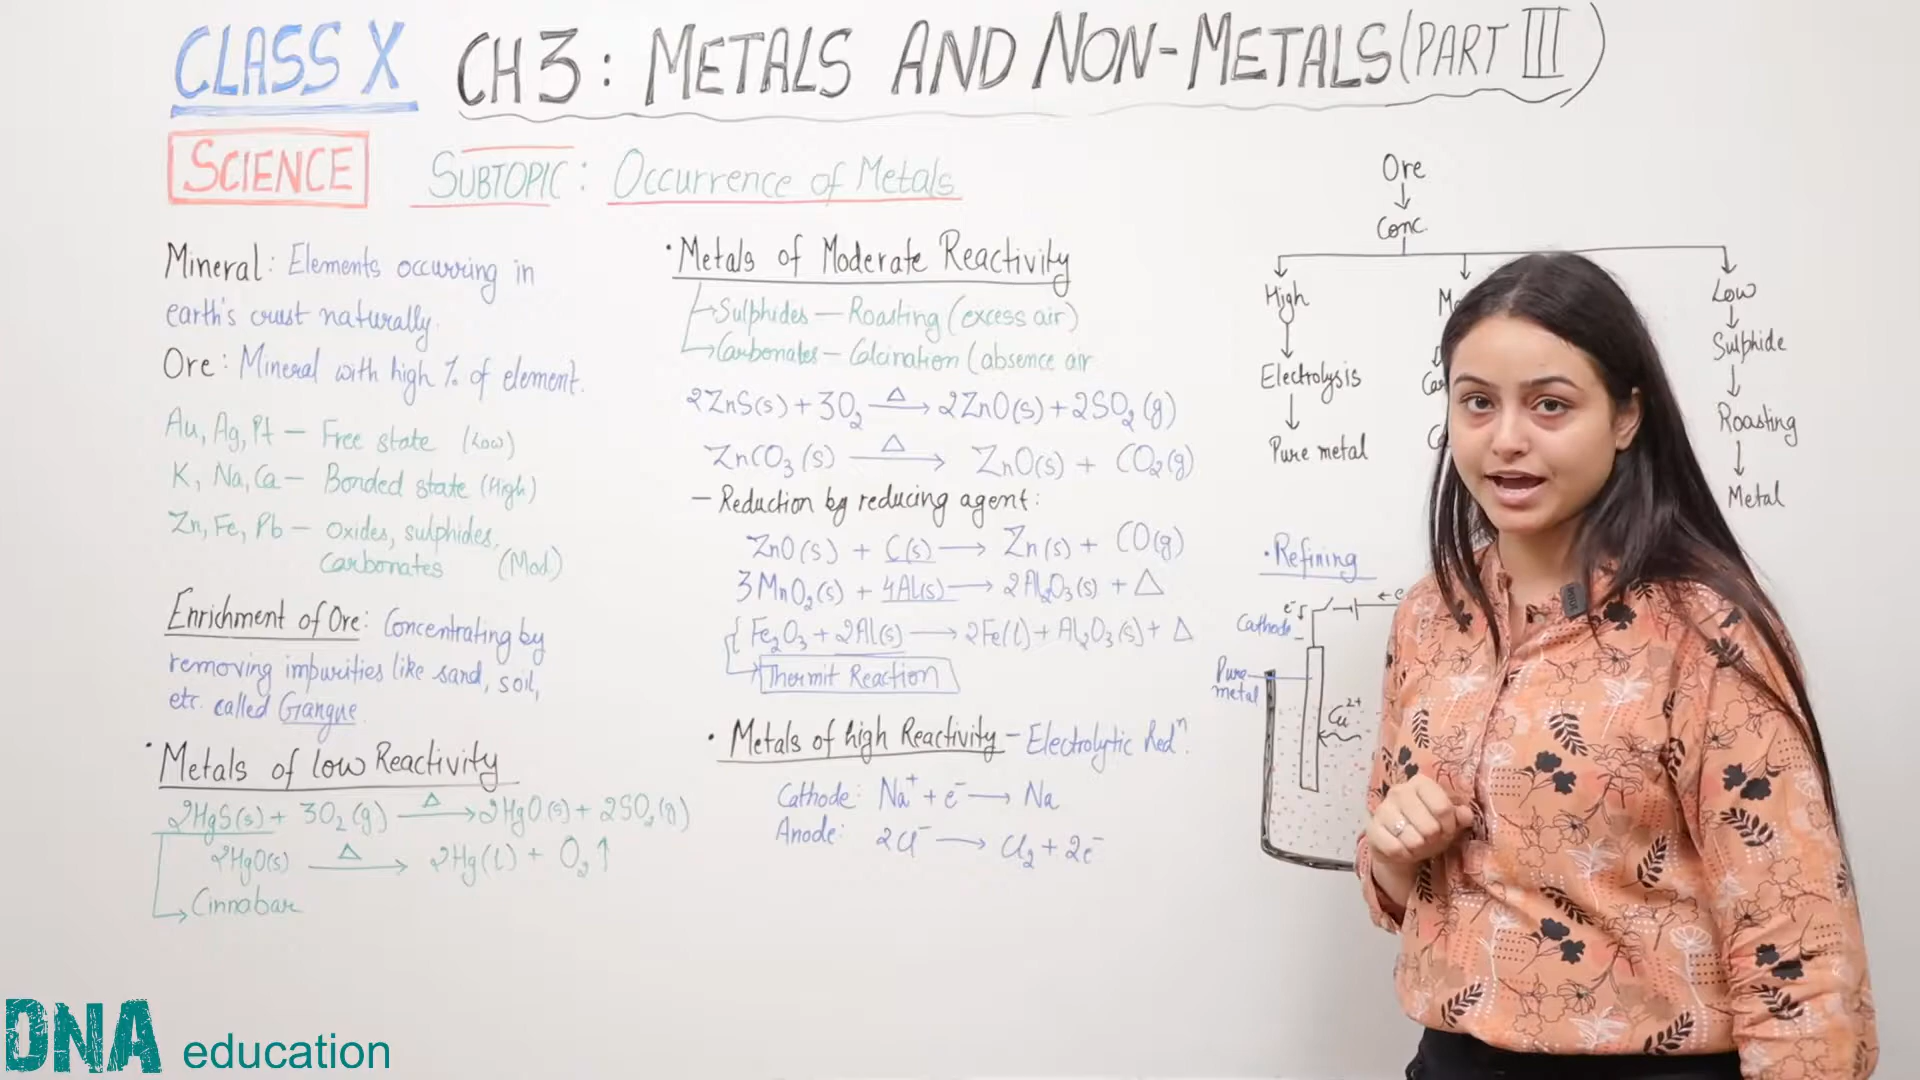 CLASS X CH 3 : METALS AND NON-METALS (PART III)
SCIENCE
SUBTOPIC : Occurrence of Metals
Mineral : Elements occurring in
earth's crust naturally.
Ore : Mineral with high % of element.
Au, Ag, Pt — Free state (Low)
K, Na, Ca — Bonded state (High)
Zn, Fe, Pb — Oxides, sulphides,
Carbonates (Mod)
Enrichment of Ore : Concentrating by
removing impurities like sand, soil,
etc. called Gangue.
• Metals of low Reactivity
2HgS(s) + 3O₂(g) —Δ→ 2HgO(s) + 2SO₂(g)
2HgO(s) —Δ→ 2Hg(l) + O₂↑
→ Cinnabar
• Metals of Moderate Reactivity
→ Sulphides — Roasting (excess air)
→ Carbonates — Calcination (absence air
2ZnS(s) + 3O₂ —Δ→ 2ZnO(s) + 2SO₂(g)
ZnCO₃(s) —Δ→ ZnO(s) + CO₂(g)
— Reduction by reducing agent :
ZnO(s) + C(s) → Zn(s) + CO(g)
3MnO₂(s) + 4Al(s) → 2Al₂O₃(s) + Δ
{ Fe₂O₃ + 2Al(s) → 2Fe(l) + Al₂O₃(s) + Δ
→ Thermit Reaction
• Metals of high Reactivity – Electrolytic Redⁿ.
Cathode : Na⁺ + e⁻ → Na
Anode : 2Cl⁻ → Cl₂ + 2e⁻
Ore
↓
Conc.
High
↓
Electrolysis
↓
Pure metal
Low
↓
Sulphide
↓
Roasting
↓
Metal
• Refining
e⁻
← e
Cathode
Pure
metal
Cu²⁺
DNA education